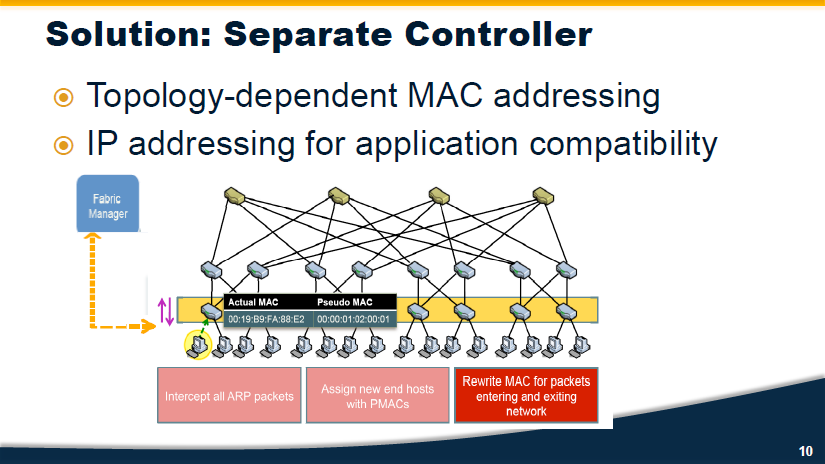 Solution: Separate Controller
Topology-dependent MAC addressing
IP addressing for application compatibility
Fabric
Manager
Actual MAC Pseudo MAC
00:19:B9:FA:88:E2 00:00:01:02:00:01
Intercept all ARP packets
Assign new end hosts
with PMACs
Rewrite MAC for packets
entering and exiting
network
10